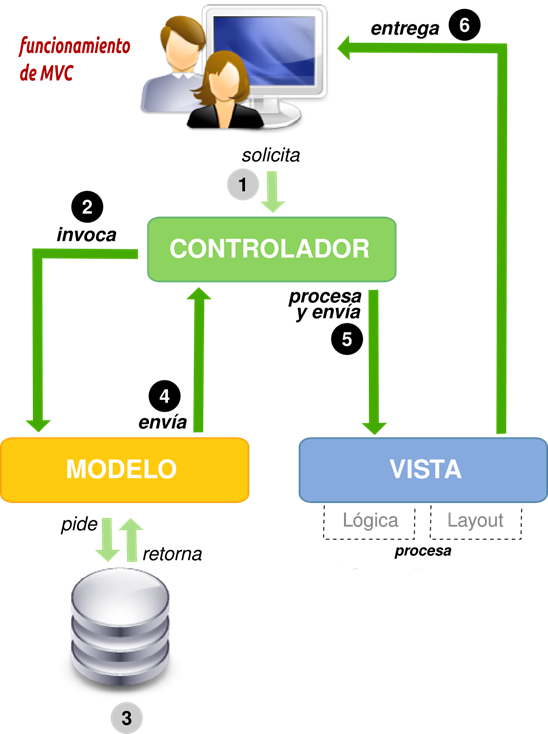 funcionamiento
de MVC
entrega 6
solicita
1
2
invoca
CONTROLADOR
procesa
y envía
5
4
envía
MODELO
VISTA
Lógica
Layout
procesa
pide
retorna
3